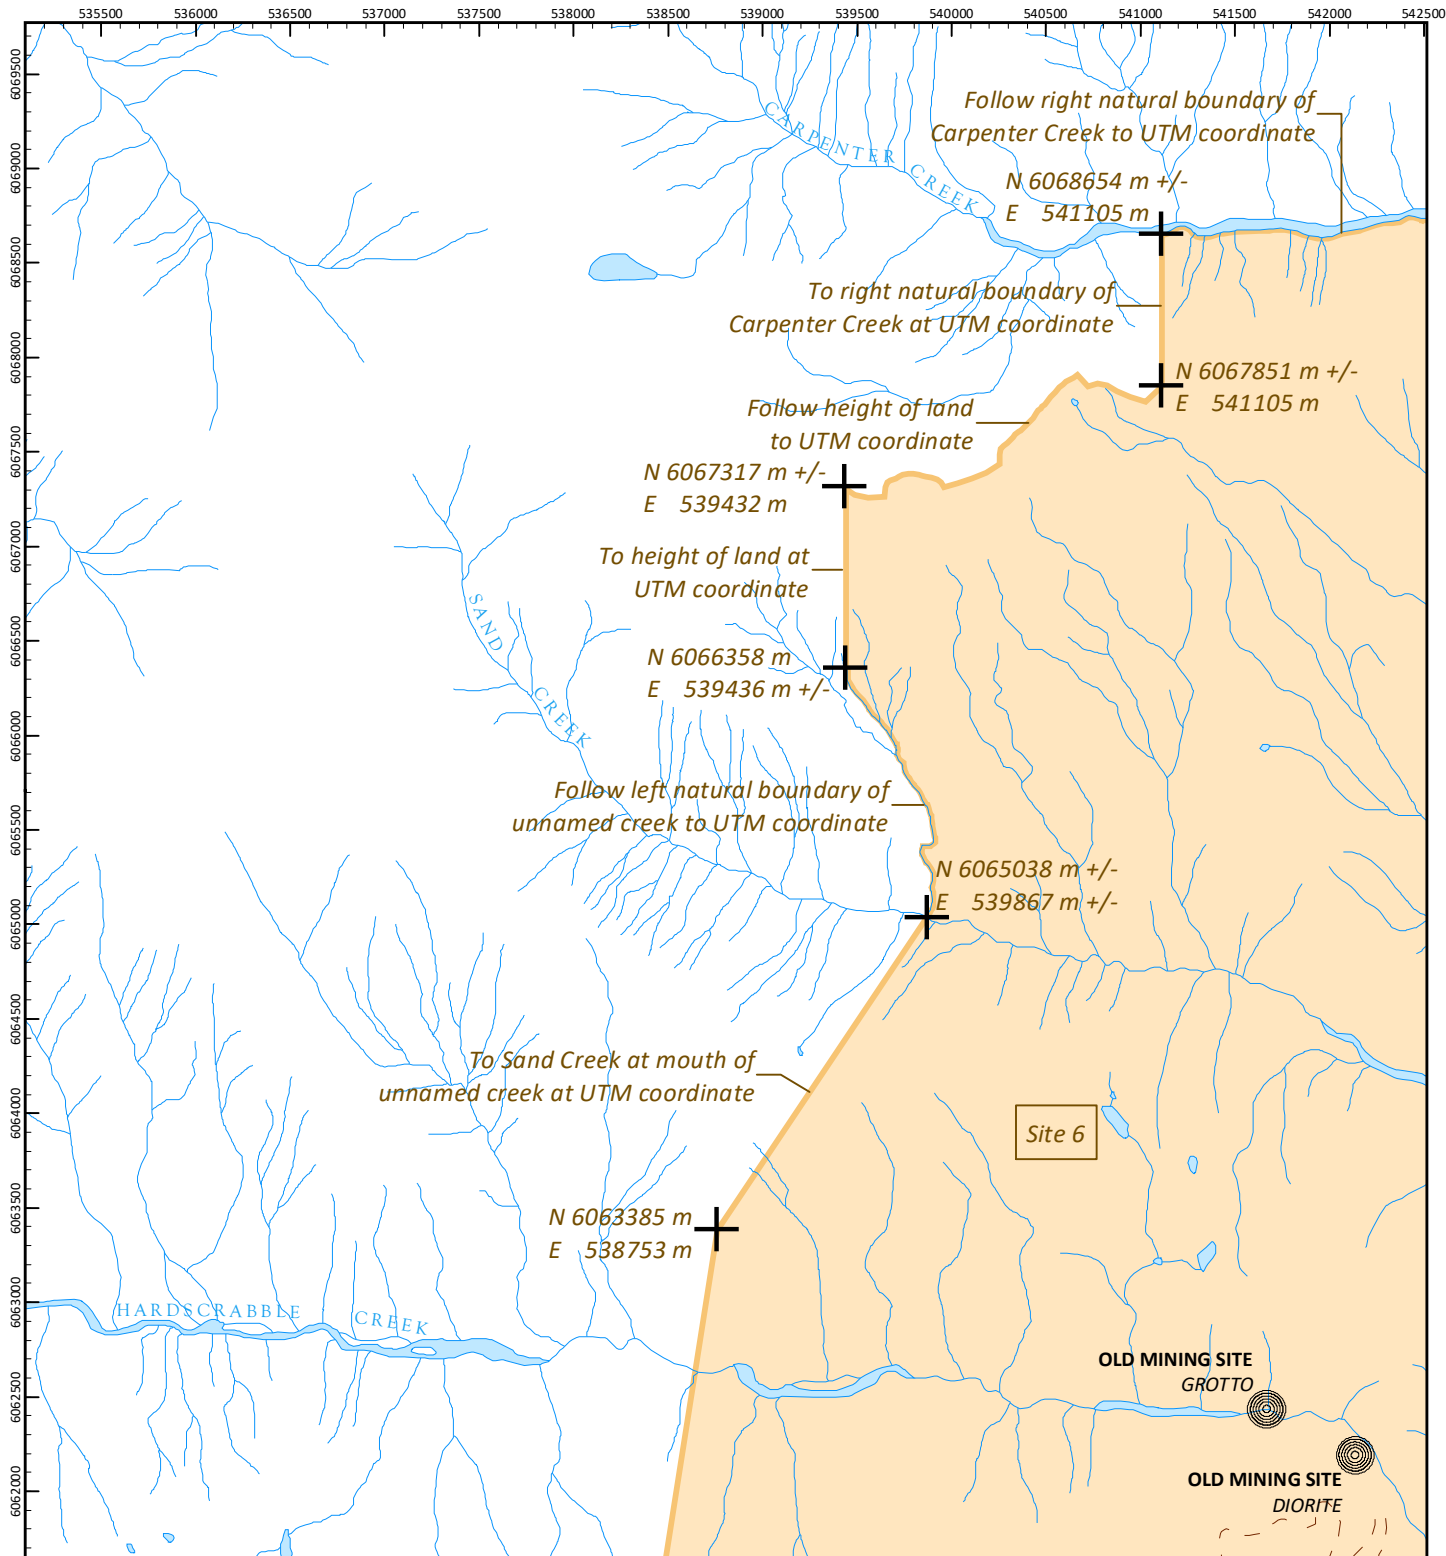 535500 536000 536500 537000 537500 538000 538500 539000 539500 540000 540500 541000 541500 542000 542500
6069500
6069000
6068500
6068000
6067500
6067000
6066500
6066000
6065500
6065000
6064500
6064000
6063500
6063000
6062500
6062000
Follow right natural boundary of
Carpenter Creek to UTM coordinate
CARPENTER CREEK
N 6068654 m +/-
E 541105 m
To right natural boundary of
Carpenter Creek at UTM coordinate
N 6067851 m +/-
E 541105 m
Follow height of land
to UTM coordinate
N 6067317 m +/-
E 539432 m
To height of land at
UTM coordinate
SAND CREEK
N 6066358 m
E 539436 m +/-
Follow left natural boundary of
unnamed creek to UTM coordinate
N 6065038 m +/-
E 539867 m +/-
To Sand Creek at mouth of
unnamed creek at UTM coordinate
Site 6
N 6063385 m
E 538753 m
HARDSCRABBLE CREEK
OLD MINING SITE
GROTTO
OLD MINING SITE
DIORITE